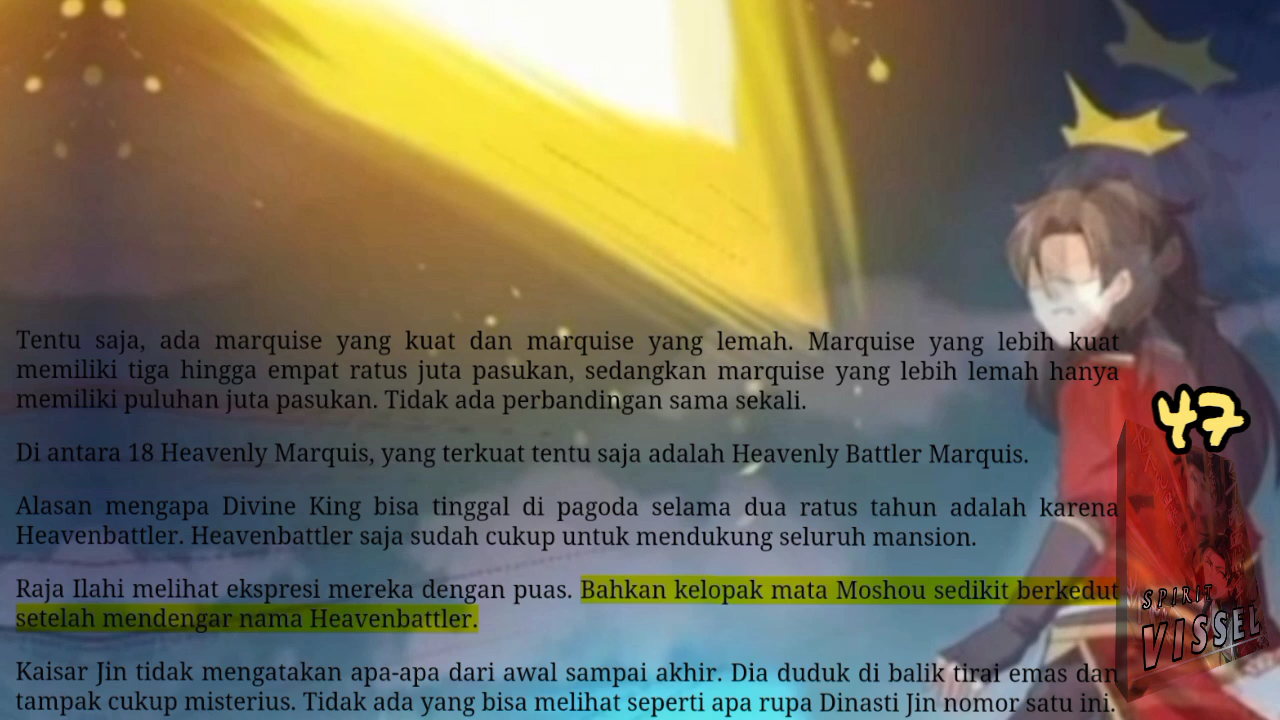 Tentu saja, ada marquise yang kuat dan marquise yang lemah. Marquise yang lebih kuat
memiliki tiga hingga empat ratus juta pasukan, sedangkan marquise yang lebih lemah hanya
memiliki puluhan juta pasukan. Tidak ada perbandingan sama sekali.
Di antara 18 Heavenly Marquis, yang terkuat tentu saja adalah Heavenly Battler Marquis.
Alasan mengapa Divine King bisa tinggal di pagoda selama dua ratus tahun adalah karena
Heavenbattler. Heavenbattler saja sudah cukup untuk mendukung seluruh mansion.
Raja Ilahi melihat ekspresi mereka dengan puas. Bahkan kelopak mata Moshou sedikit berkedut
setelah mendengar nama Heavenbattler.
Kaisar Jin tidak mengatakan apa-apa dari awal sampai akhir. Dia duduk di balik tirai emas dan
tampak cukup misterius. Tidak ada yang bisa melihat seperti apa rupa Dinasti Jin nomor satu ini.
47
SPIRIT
VISSEL